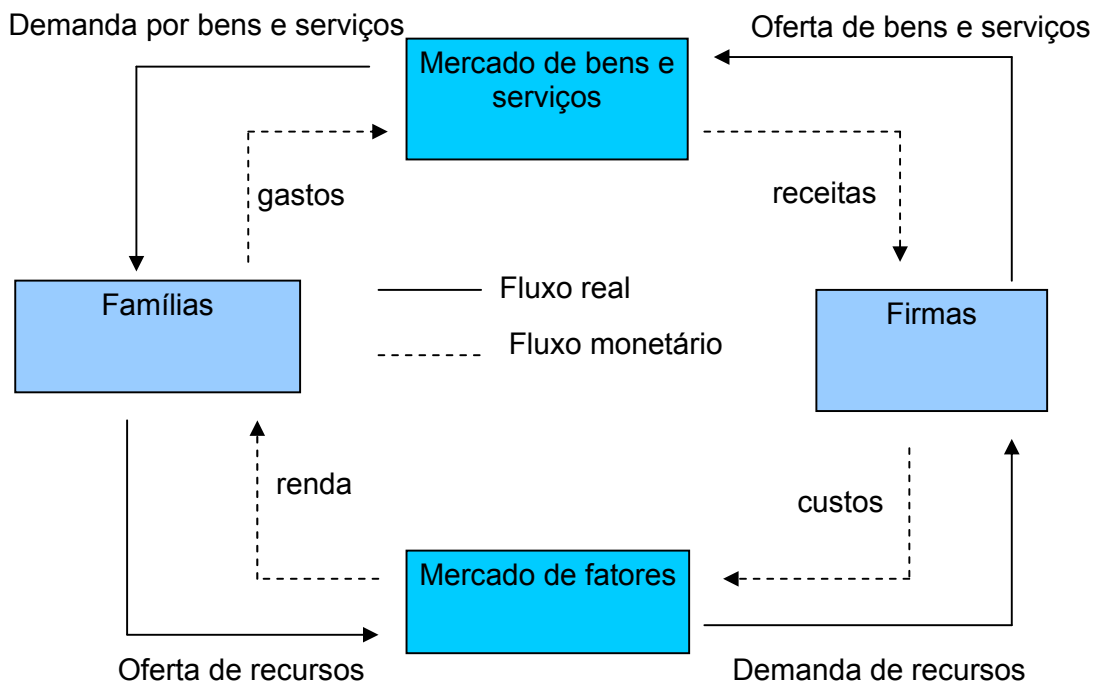 Demanda por bens e serviços
Oferta de bens e serviços
Mercado de bens e
serviços
gastos
receitas
Famílias
Fluxo real
Firmas
Fluxo monetário
renda
custos
Mercado de fatores
Oferta de recursos
Demanda de recursos